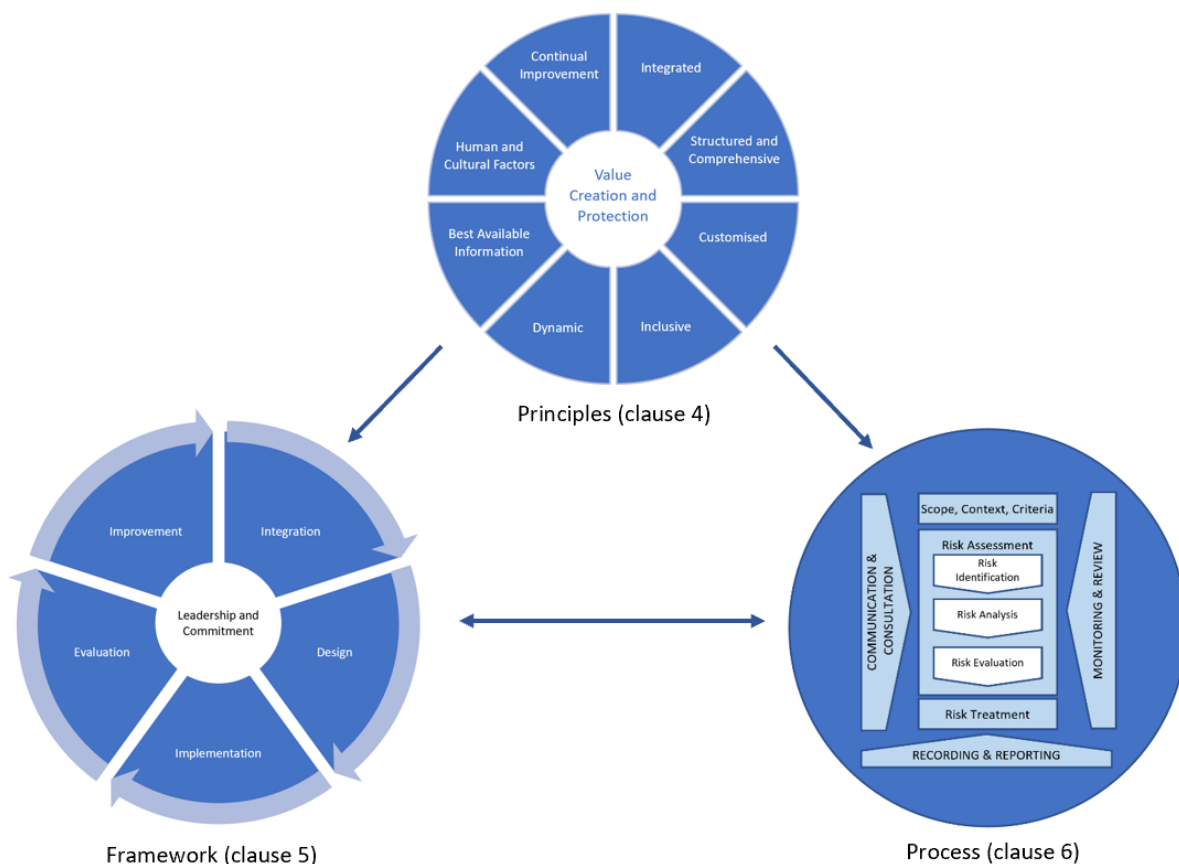 Continual
Improvement
Integrated
Structured and
Comprehensive
Customised
Inclusive
Dynamic
Best Available
Information
Human and
Cultural Factors
Value
Creation and
Protection
Principles (clause 4)
Integration
Design
Implementation
Evaluation
Improvement
Leadership and
Commitment
Framework (clause 5)
COMMUNICATION &
CONSULTATION
Scope, Context, Criteria
Risk Assessment
Risk
Identification
Risk Analysis
Risk Evaluation
Risk Treatment
MONITORING & REVIEW
RECORDING & REPORTING
Process (clause 6)